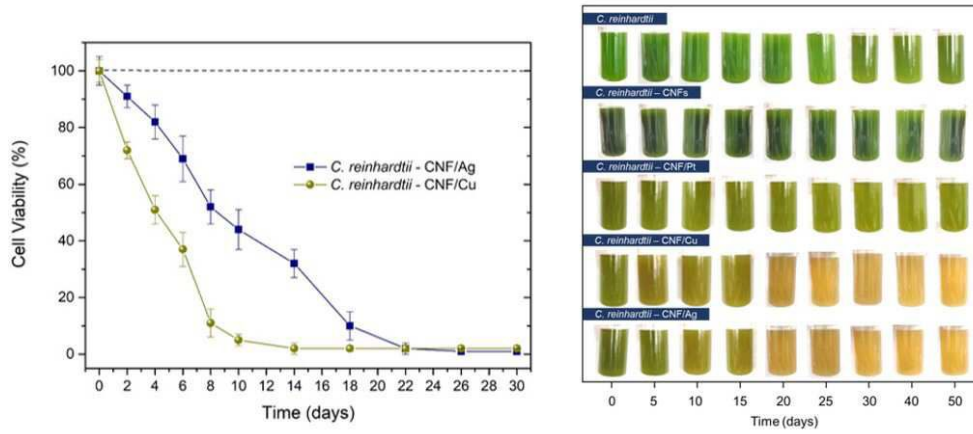 Cell Viability (%)
100
80
60
40
20
0
C. reinhardtii - CNF/Ag
C. reinhardtii - CNF/Cu
0 2 4 6 8 10 12 14 16 18 20 22 24 26 28 30
Time (days)
C. reinhardtii
C. reinhardtii – CNFs
C. reinhardtii – CNF/Pt
C. reinhardtii – CNF/Cu
C. reinhardtii – CNF/Ag
0 5 10 15 20 25 30 40 50
Time (days)